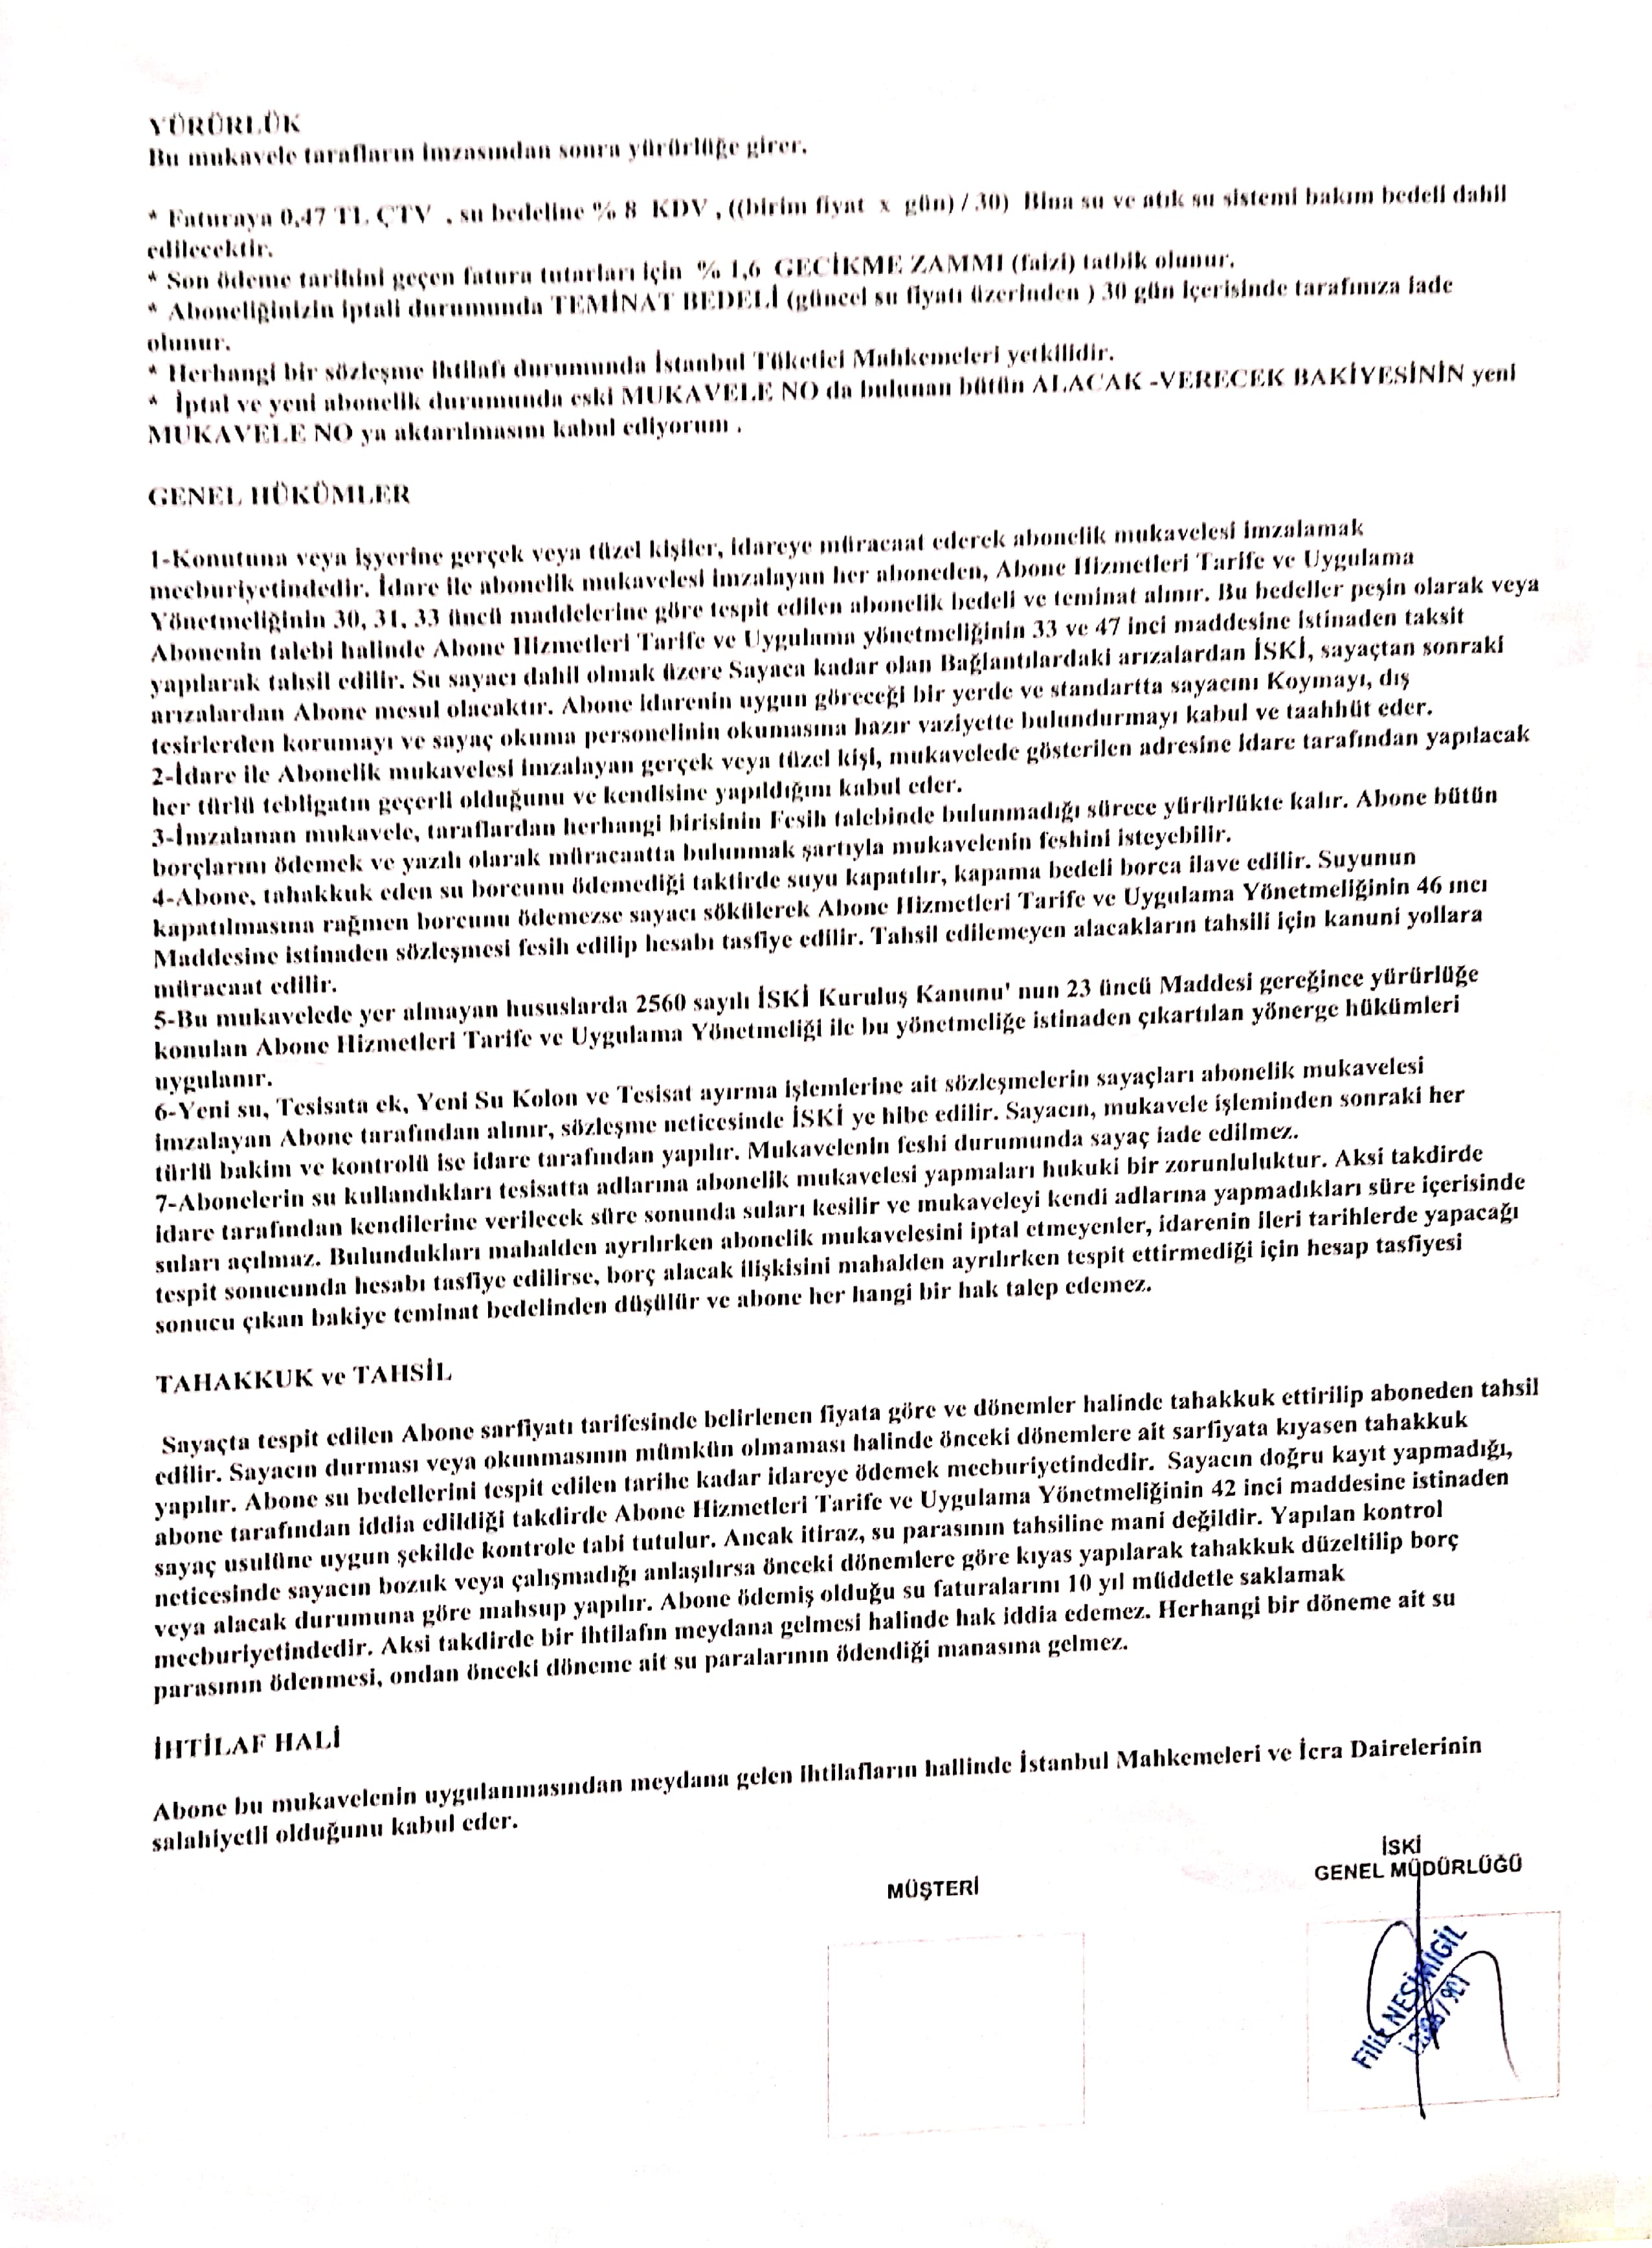 YÜRÜRLÜK
Bu mukavele tarafların imzasından sonra yürürlüğe girer.
* Faturaya 0,47 TL ÇTV , su bedeline % 8 KDV , ((birim fiyat x gün) / 30) Bina su ve atık su sistemi bakım bedeli dahil
edilecektir.
* Son ödeme tarihini geçen fatura tutarları için % 1,6 GECİKME ZAMMI (faizi) tatbik olunur.
* Aboneliğinizin iptali durumunda TEMİNAT BEDELİ (güncel su fiyatı üzerinden ) 30 gün içerisinde tarafınıza iade
olunur.
* Herhangi bir sözleşme ihtilafı durumunda İstanbul Tüketici Mahkemeleri yetkilidir.
* İptal ve yeni abonelik durumunda eski MUKAVELE NO da bulunan bütün ALACAK -VERECEK BAKİYESİNİN yeni
MUKAVELE NO ya aktarılmasını kabul ediyorum .
GENEL HÜKÜMLER
1-Konutuna veya işyerine gerçek veya tüzel kişiler, idareye müracaat ederek abonelik mukavelesi imzalamak
mecburiyetindedir. İdare ile abonelik mukavelesi imzalayan her aboneden, Abone Hizmetleri Tarife ve Uygulama
Yönetmeliğinin 30, 31, 33 üncü maddelerine göre tespit edilen abonelik bedeli ve teminat alınır. Bu bedeller peşin olarak veya
Abonenin talebi halinde Abone Hizmetleri Tarife ve Uygulama yönetmeliğinin 33 ve 47 inci maddesine istinaden taksit
yapılarak tahsil edilir. Su sayacı dahil olmak üzere Sayaca kadar olan Bağlantılardaki arızalardan İSKİ, sayaçtan sonraki
arızalardan Abone mesul olacaktır. Abone idarenin uygun göreceği bir yerde ve standartta sayacını Koymayı, dış
tesirlerden korumayı ve sayaç okuma personelinin okumasına hazır vaziyette bulundurmayı kabul ve taahhüt eder.
2-İdare ile Abonelik mukavelesi imzalayan gerçek veya tüzel kişi, mukavelede gösterilen adresine idare tarafından yapılacak
her türlü tebligatın geçerli olduğunu ve kendisine yapıldığını kabul eder.
3-İmzalanan mukavele, taraflardan herhangi birisinin Fesih talebinde bulunmadığı sürece yürürlükte kalır. Abone bütün
borçlarını ödemek ve yazılı olarak müracaatta bulunmak şartıyla mukavelenin feshini isteyebilir.
4-Abone, tahakkuk eden su borcunu ödemediği taktirde suyu kapatılır, kapama bedeli borca ilave edilir. Suyunun
kapatılmasına rağmen borcunu ödemezse sayacı sökülerek Abone Hizmetleri Tarife ve Uygulama Yönetmeliğinin 46 ıncı
Maddesine istinaden sözleşmesi fesih edilip hesabı tasfiye edilir. Tahsil edilemeyen alacakların tahsili için kanuni yollara
müracaat edilir.
5-Bu mukavelede yer almayan hususlarda 2560 sayılı İSKİ Kuruluş Kanunu' nun 23 üncü Maddesi gereğince yürürlüğe
konulan Abone Hizmetleri Tarife ve Uygulama Yönetmeliği ile bu yönetmeliğe istinaden çıkartılan yönerge hükümleri
uygulanır.
6-Yeni su, Tesisata ek, Yeni Su Kolon ve Tesisat ayırma işlemlerine ait sözleşmelerin sayaçları abonelik mukavelesi
imzalayan Abone tarafından alınır, sözleşme neticesinde İSKİ ye hibe edilir. Sayacın, mukavele işleminden sonraki her
türlü bakim ve kontrolü ise idare tarafından yapılır. Mukavelenin feshi durumunda sayaç iade edilmez.
7-Abonelerin su kullandıkları tesisatta adlarına abonelik mukavelesi yapmaları hukuki bir zorunluluktur. Aksi takdirde
idare tarafından kendilerine verilecek süre sonunda suları kesilir ve mukaveleyi kendi adlarına yapmadıkları süre içerisinde
suları açılmaz. Bulundukları mahalden ayrılırken abonelik mukavelesini iptal etmeyenler, idarenin ileri tarihlerde yapacağı
tespit sonucunda hesabı tasfiye edilirse, borç alacak ilişkisini mahalden ayrılırken tespit ettirmediği için hesap tasfiyesi
sonucu çıkan bakiye teminat bedelinden düşülür ve abone her hangi bir hak talep edemez.
TAHAKKUK ve TAHSİL
Sayaçta tespit edilen Abone sarfiyatı tarifesinde belirlenen fiyata göre ve dönemler halinde tahakkuk ettirilip aboneden tahsil
edilir. Sayacın durması veya okunmasının mümkün olmaması halinde önceki dönemlere ait sarfiyata kıyasen tahakkuk
yapılır. Abone su bedellerini tespit edilen tarihe kadar idareye ödemek mecburiyetindedir. Sayacın doğru kayıt yapmadığı,
abone tarafından iddia edildiği takdirde Abone Hizmetleri Tarife ve Uygulama Yönetmeliğinin 42 inci maddesine istinaden
sayaç usulüne uygun şekilde kontrole tabi tutulur. Ancak itiraz, su parasının tahsiline mani değildir. Yapılan kontrol
neticesinde sayacın bozuk veya çalışmadığı anlaşılırsa önceki dönemlere göre kıyas yapılarak tahakkuk düzeltilip borç
veya alacak durumuna göre mahsup yapılır. Abone ödemiş olduğu su faturalarını 10 yıl müddetle saklamak
mecburiyetindedir. Aksi takdirde bir ihtilafın meydana gelmesi halinde hak iddia edemez. Herhangi bir döneme ait su
parasının ödenmesi, ondan önceki döneme ait su paralarının ödendiği manasına gelmez.
İHTİLAF HALİ
Abone bu mukavelenin uygulanmasından meydana gelen ihtilafların hallinde İstanbul Mahkemeleri ve İcra Dairelerinin
salahiyetli olduğunu kabul eder.
MÜŞTERİ
İSKİ
GENEL MÜDÜRLÜĞÜ
Filiz NESİMİGİL